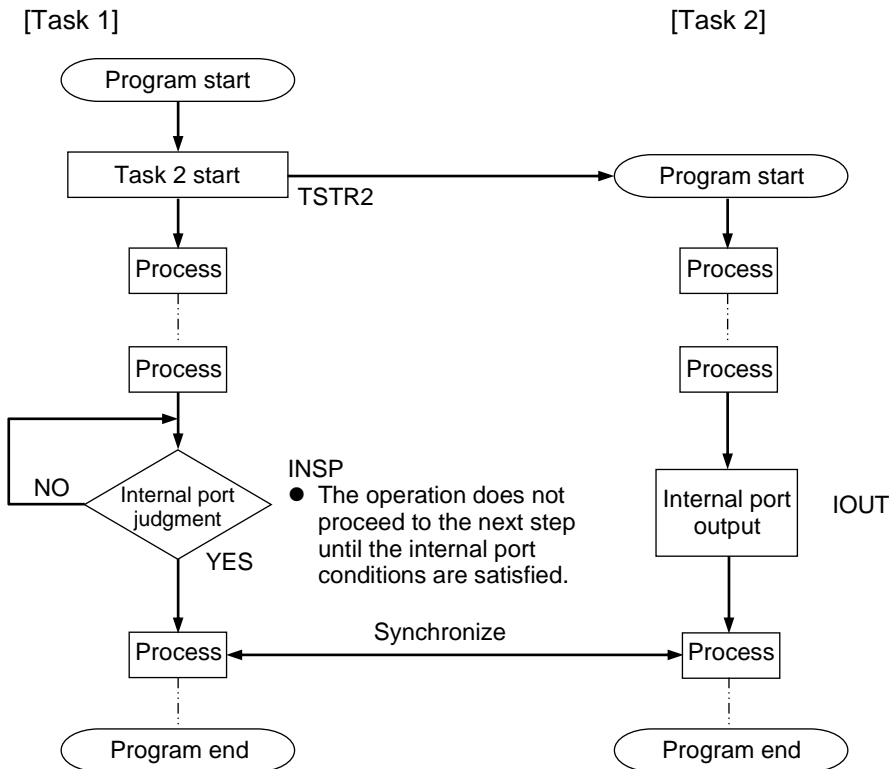 [Task 1]
[Task 2]
Program start
Task 2 start
TSTR2
Program start
Process
Process
Process
Process
NO
Internal port
judgment
YES
INSP
● The operation does not
proceed to the next step
until the internal port
conditions are satisfied.
Internal port
output
IOUT
Process
Synchronize
Process
Program end
Program end